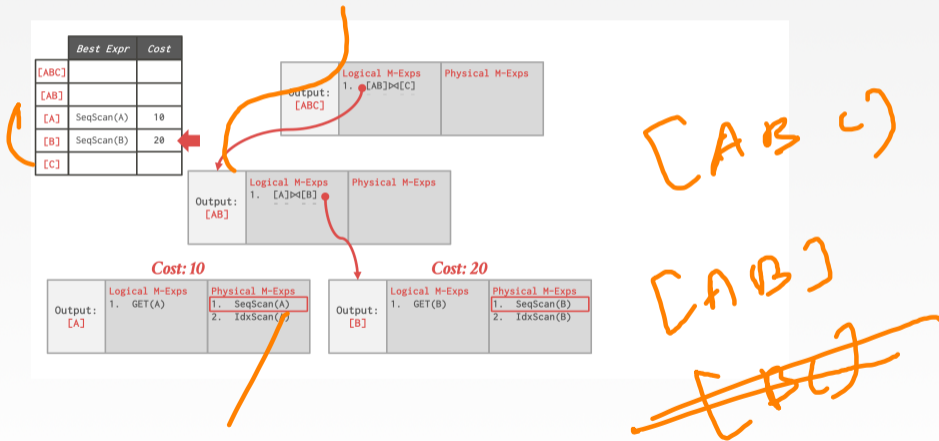 Best Expr Cost
[ABC]
[AB]
[A] SeqScan(A) 10
[B] SeqScan(B) 20
[C]
Output:
[ABC]
Logical M-Exps
1. [AB]⋈[C]
Physical M-Exps
Output:
[AB]
Logical M-Exps
1. [A]⋈[B]
Physical M-Exps
Cost: 10
Output:
[A]
Logical M-Exps
1. GET(A)
Physical M-Exps
1. SeqScan(A)
2. IdxScan(A)
Cost: 20
Output:
[B]
Logical M-Exps
1. GET(B)
Physical M-Exps
1. SeqScan(B)
2. IdxScan(B)
[ABC]
[AB]
[BC]